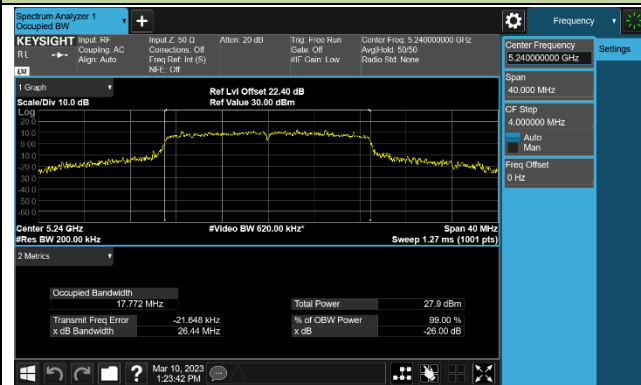 Spectrum Analyzer 1
Occupied BW
Frequency
KEYSIGHT
RL
LXI
Input: RF
Coupling: AC
Align: Auto
Input Z: 50 Ω
Corrections: Off
Freq Ref: Int (S)
NFE: Off
Atten: 20 dB
Trig: Free Run
Gate: Off
#IF Gain: Low
Center Freq: 5.240000000 GHz
Avg|Hold: 50/50
Radio Std: None
Center Frequency
5.240000000 GHz
Settings
Span
40.000 MHz
CF Step
4.000000 MHz
Auto
Man
Freq Offset
0 Hz
1 Graph
Scale/Div 10.0 dB
Ref Lvl Offset 22.40 dB
Ref Value 30.00 dBm
Log
20.0
10.0
0.00
-10.0
-20.0
-30.0
-40.0
-50.0
-60.0
Center 5.24 GHz
#Res BW 200.00 kHz
#Video BW 620.00 kHz*
Span 40 MHz
Sweep 1.27 ms (1001 pts)
2 Metrics
Occupied Bandwidth
17.772 MHz
Total Power 27.9 dBm
Transmit Freq Error -21.648 kHz
% of OBW Power 99.00 %
x dB Bandwidth 26.44 MHz
x dB -26.00 dB
?
Mar 10, 2023
1:23:42 PM